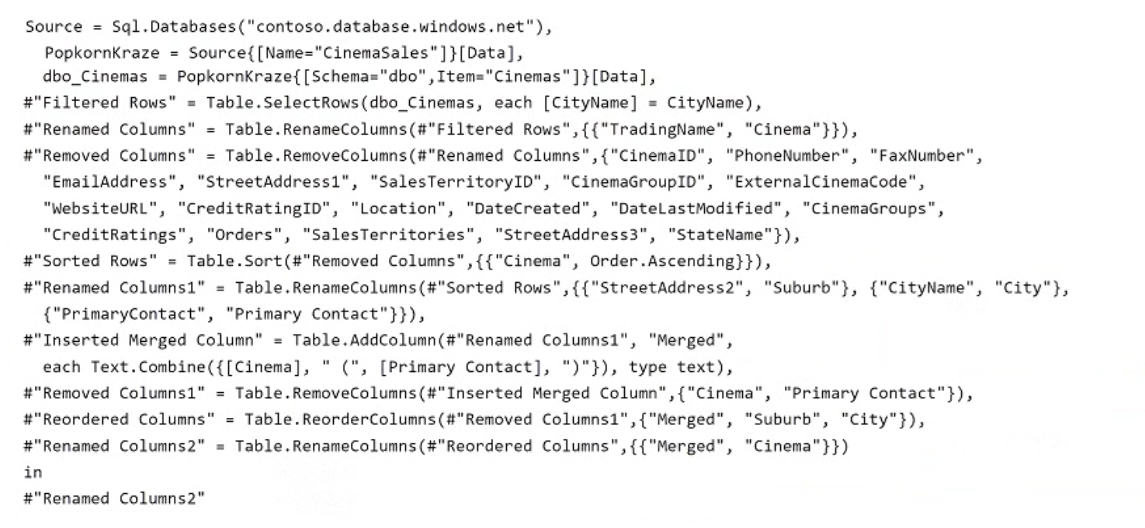 Source = Sql.Databases("contoso.database.windows.net"),
PopkornKraze = Source{[Name="CinemaSales"]}[Data],
dbo_Cinemas = PopkornKraze{[Schema="dbo",Item="Cinemas"]}[Data],
#"Filtered Rows" = Table.SelectRows(dbo_Cinemas, each [CityName] = CityName),
#"Renamed Columns" = Table.RenameColumns(#"Filtered Rows",{{"TradingName", "Cinema"}}),
#"Removed Columns" = Table.RemoveColumns(#"Renamed Columns",{"CinemaID", "PhoneNumber", "FaxNumber",
"EmailAddress", "StreetAddress1", "SalesTerritoryID", "CinemaGroupID", "ExternalCinemaCode",
"WebsiteURL", "CreditRatingID", "Location", "DateCreated", "DateLastModified", "CinemaGroups",
"CreditRatings", "Orders", "SalesTerritories", "StreetAddress3", "StateName"}),
#"Sorted Rows" = Table.Sort(#"Removed Columns",{{"Cinema", Order.Ascending}}),
#"Renamed Columns1" = Table.RenameColumns(#"Sorted Rows",{{"StreetAddress2", "Suburb"}, {"CityName", "City"},
{"PrimaryContact", "Primary Contact"}}),
#"Inserted Merged Column" = Table.AddColumn(#"Renamed Columns1", "Merged",
each Text.Combine({[Cinema], " (", [Primary Contact], ")"}), type text),
#"Removed Columns1" = Table.RemoveColumns(#"Inserted Merged Column",{"Cinema", "Primary Contact"}),
#"Reordered Columns" = Table.ReorderColumns(#"Removed Columns1",{"Merged", "Suburb", "City"}),
#"Renamed Columns2" = Table.RenameColumns(#"Reordered Columns",{{"Merged", "Cinema"}})
in
#"Renamed Columns2"